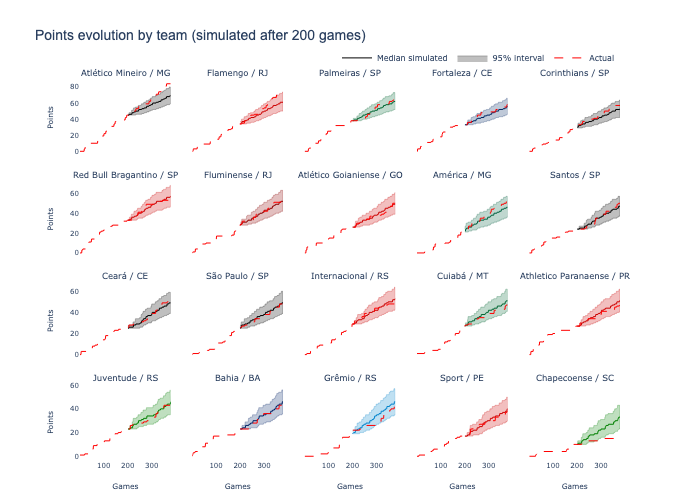 Points evolution by team (simulated after 200 games)
Median simulated 95% interval Actual
Atlético Mineiro / MG Flamengo / RJ Palmeiras / SP Fortaleza / CE Corinthians / SP
80
60
40
20
0
Points
Red Bull Bragantino / SP Fluminense / RJ Atlético Goianiense / GO América / MG Santos / SP
60
40
20
0
Points
Ceará / CE São Paulo / SP Internacional / RS Cuiabá / MT Athletico Paranaense / PR
60
40
20
0
Points
Juventude / RS Bahia / BA Grêmio / RS Sport / PE Chapecoense / SC
60
40
20
0
Points
100 200 300 100 200 300 100 200 300 100 200 300 100 200 300
Games Games Games Games Games